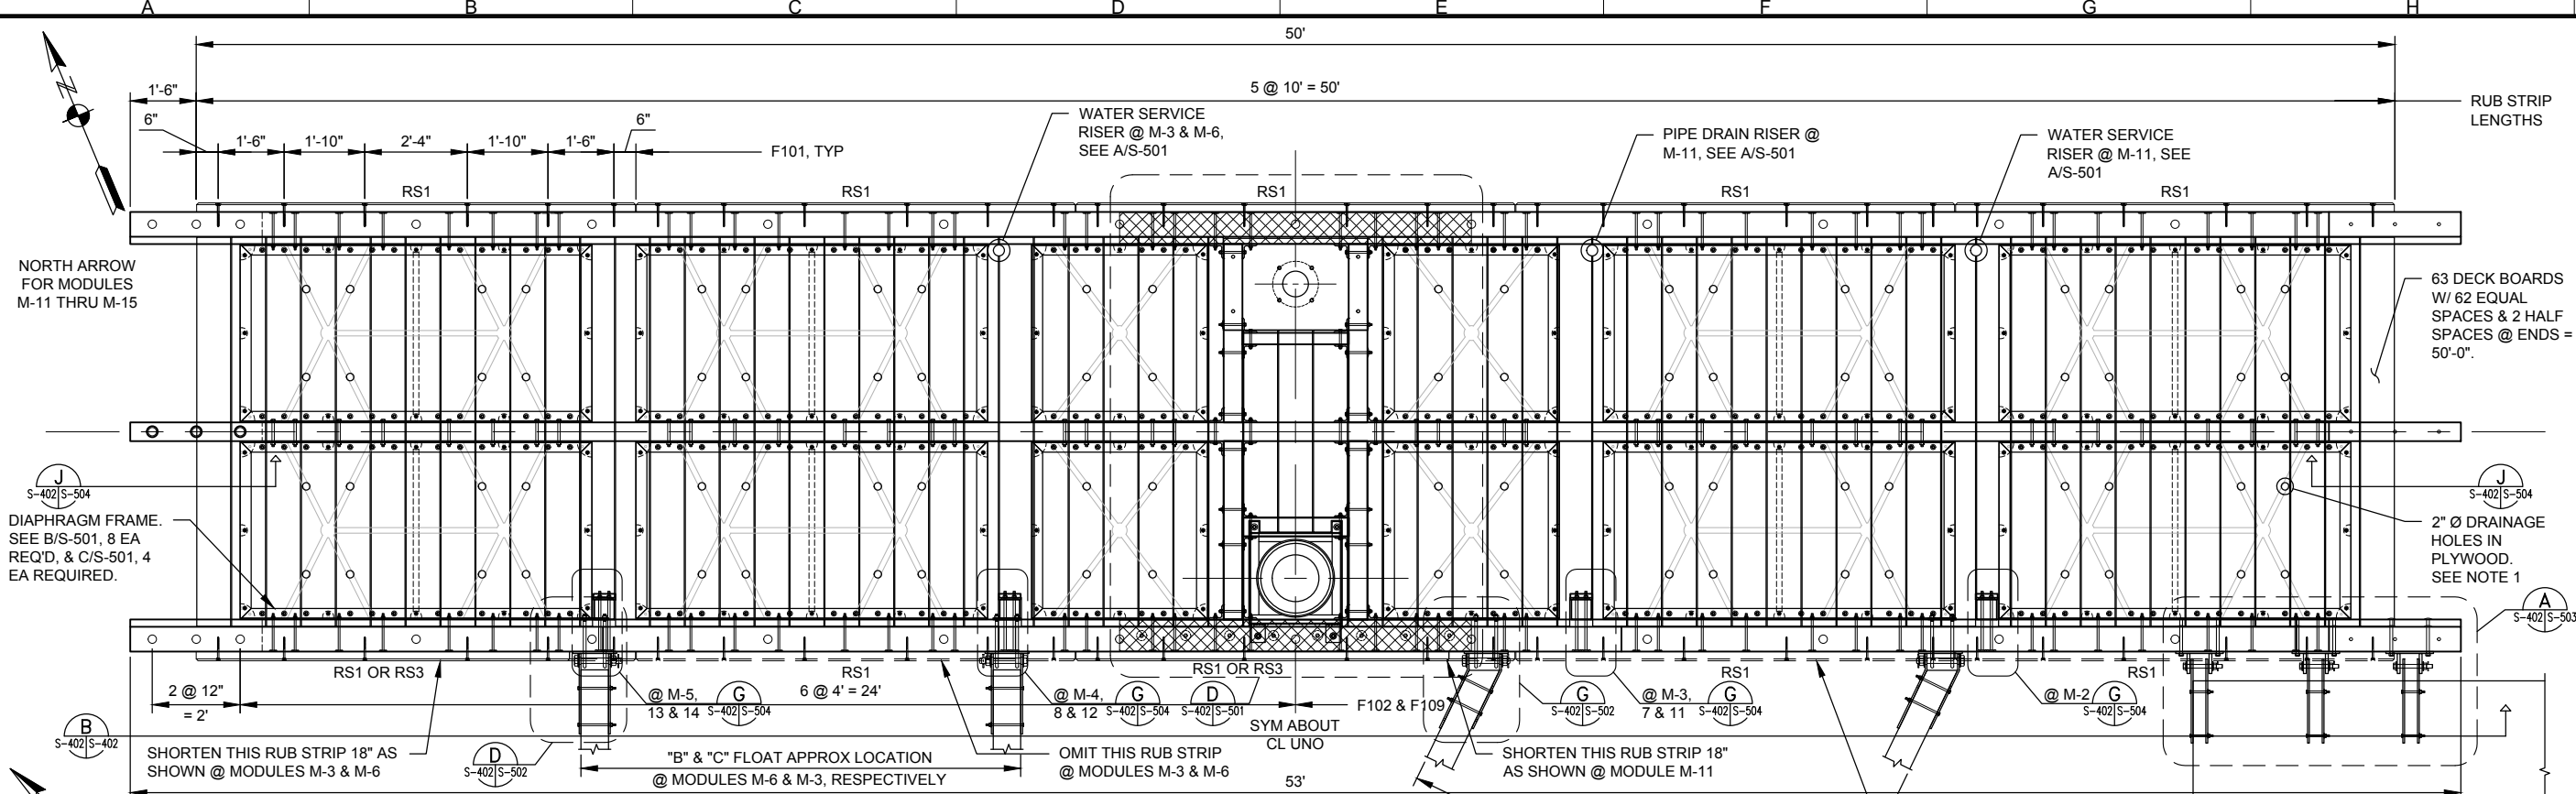 A B C D E F G H
50'
5 @ 10' = 50'
N
1'-6"
6"
1'-6"
1'-10"
2'-4"
1'-10"
1'-6"
6"
F101, TYP
WATER SERVICE
RISER @ M-3 & M-6,
SEE A/S-501
PIPE DRAIN RISER @
M-11, SEE A/S-501
WATER SERVICE
RISER @ M-11, SEE
A/S-501
RUB STRIP
LENGTHS
RS1
RS1
RS1
RS1
RS1
NORTH ARROW
FOR MODULES
M-11 THRU M-15
63 DECK BOARDS
W/ 62 EQUAL
SPACES & 2 HALF
SPACES @ ENDS =
50'-0".
J
S-402 S-504
DIAPHRAGM FRAME.
SEE B/S-501, 8 EA
REQ'D, & C/S-501, 4
EA REQUIRED.
J
S-402 S-504
2" Ø DRAINAGE
HOLES IN
PLYWOOD.
SEE NOTE 1
A
S-402 S-503
RS1 OR RS3
RS1
RS1 OR RS3
RS1
RS1
2 @ 12"
= 2'
6 @ 4' = 24'
@ M-5,
13 & 14
G
S-402 S-504
@ M-4,
8 & 12
G
S-402 S-504
D
S-402 S-501
F102 & F109
SYM ABOUT
CL UNO
G
S-402 S-502
@ M-3,
7 & 11
G
S-402 S-504
@ M-2
G
S-402 S-504
B
S-402 S-402
SHORTEN THIS RUB STRIP 18" AS
SHOWN @ MODULES M-3 & M-6
D
S-402 S-502
"B" & "C" FLOAT APPROX LOCATION
@ MODULES M-6 & M-3, RESPECTIVELY
OMIT THIS RUB STRIP
@ MODULES M-3 & M-6
SHORTEN THIS RUB STRIP 18"
AS SHOWN @ MODULE M-11
53'